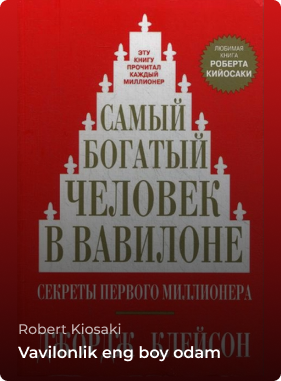 ЭТУ
КНИГУ
ПРОЧИТАЛ
КАЖДЫЙ
МИЛЛИОНЕР
ЛЮБИМАЯ
КНИГА
РОБЕРТА
КИЙОСАКИ
САМЫЙ
БОГАТЫЙ
ЧЕЛОВЕК
В ВАВИЛОНЕ
СЕКРЕТЫ ПЕРВОГО МИЛЛИОНЕРА
ДЖОРДЖ КЛЕЙСОН
Robert Kiosaki
Vavilonlik eng boy odam